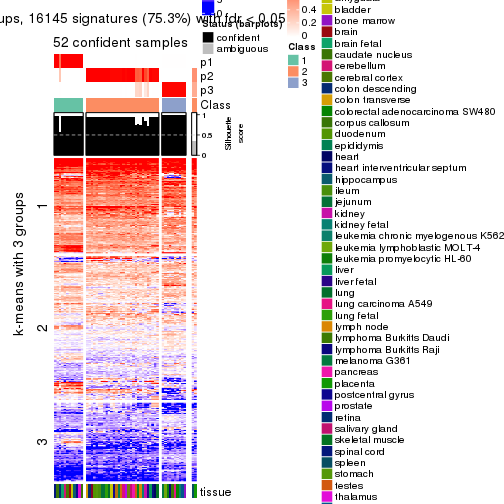 ups, 16145 signatures (75.3%) with fdr < 0.05
52 confident samples
p1
p2
p3
Class
1
0.5
0
Silhouette
score
k-means with 3 groups
1
2
3
tissue
0
Status (barplots)
confident
ambiguous
0.4
0.2
0
Class
1
2
3
bladder
bone marrow
brain
brain fetal
caudate nucleus
cerebellum
cerebral cortex
colon descending
colon transverse
colorectal adenocarcinoma SW480
corpus callosum
duodenum
epididymis
heart
heart interventricular septum
hippocampus
ileum
jejunum
kidney
kidney fetal
leukemia chronic myelogenous K562
leukemia lymphoblastic MOLT-4
leukemia promyelocytic HL-60
liver
liver fetal
lung
lung carcinoma A549
lung fetal
lymph node
lymphoma Burkitts Daudi
lymphoma Burkitts Raji
melanoma G361
pancreas
placenta
postcentral gyrus
prostate
retina
salivary gland
skeletal muscle
spinal cord
spleen
stomach
testes
thalamus